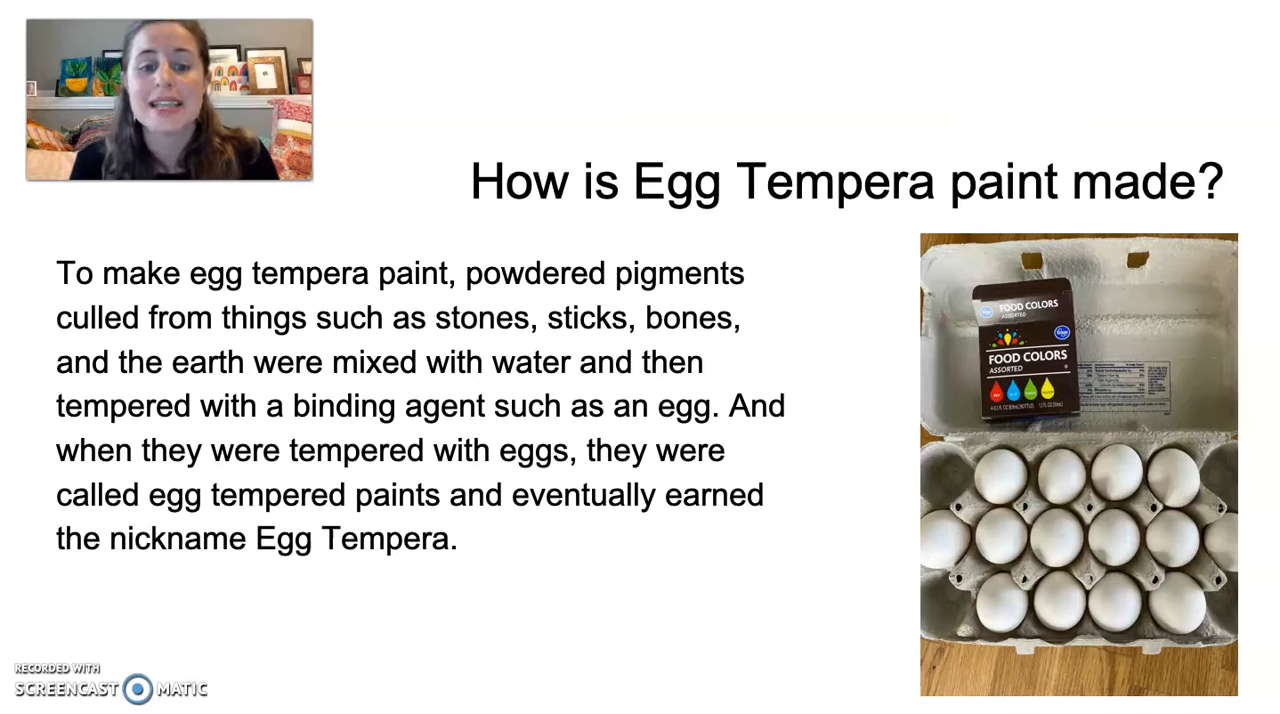 How is Egg Tempera paint made?
To make egg tempera paint, powdered pigments
culled from things such as stones, sticks, bones,
and the earth were mixed with water and then
tempered with a binding agent such as an egg. And
when they were tempered with eggs, they were
called egg tempered paints and eventually earned
the nickname Egg Tempera.
FOOD COLORS
ASSORTED
FOOD COLORS
ASSORTED
RECORDED WITH
SCREENCAST MATIC